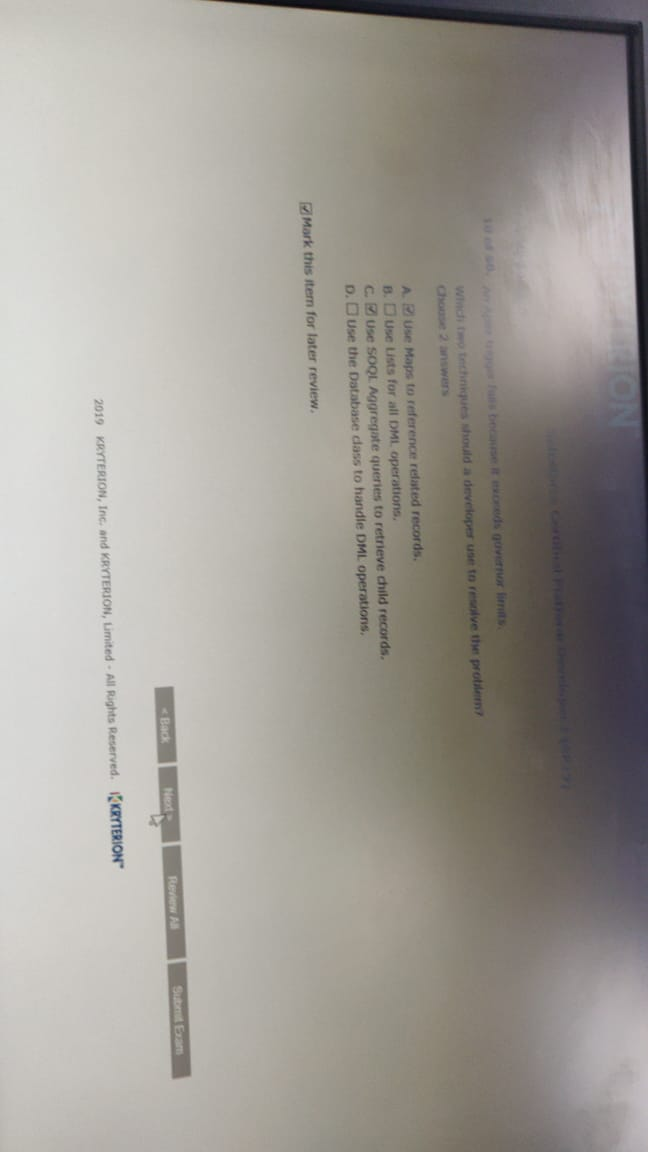 10 of 60. An Apex trigger fails because it exceeds governor limits.
Which two techniques should a developer use to resolve the problem?
Choose 2 answers
A. Use Maps to reference related records.
B. Use Lists for all DML operations.
C. Use SOQL Aggregate queries to retrieve child records.
D. Use the Database class to handle DML operations.
Mark this item for later review.
< Back Next > Review All Submit Exam
2019 KRYTERION, Inc. and KRYTERION, Limited - All Rights Reserved. KRYTERION™